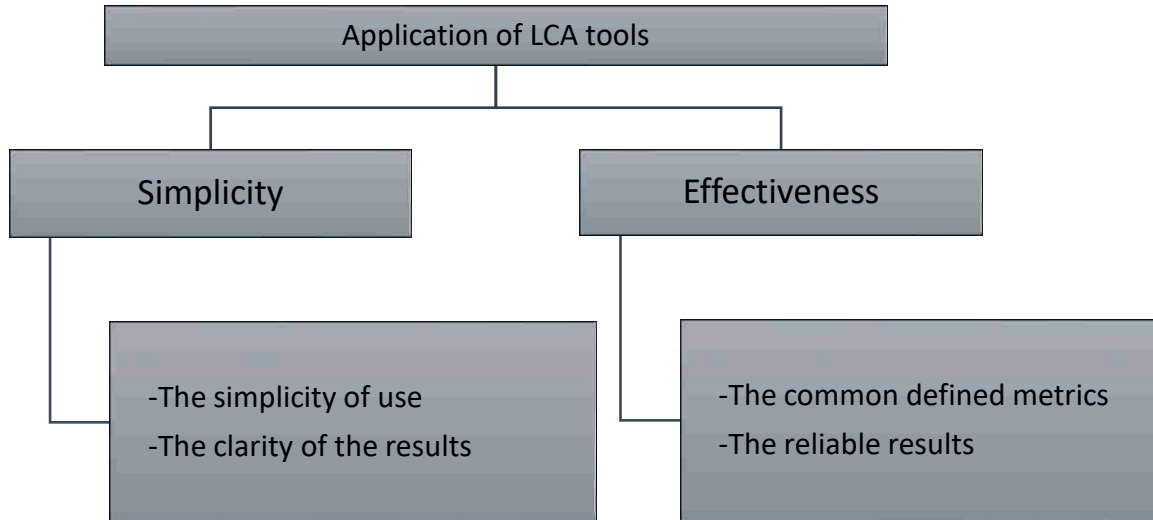 Application of LCA tools
Simplicity
Effectiveness
-The simplicity of use
-The clarity of the results
-The common defined metrics
-The reliable results